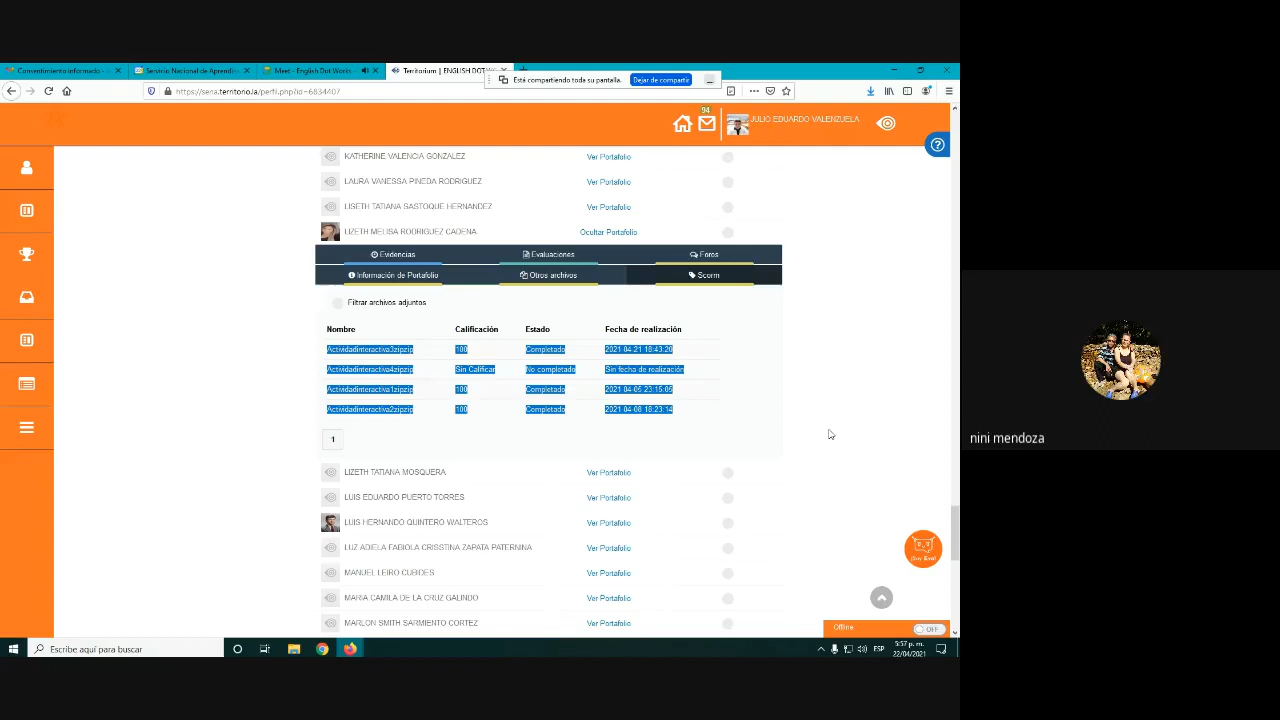 Consentimiento informado -
Servicio Nacional de Aprendi
Meet - English Dot Works
Territorium | ENGLISH DOT
Está compartiendo toda su pantalla.
Dejar de compartir
https://sena.territorio.la/perfil.php?id=6834407
94
JULIO EDUARDO VALENZUELA
KATHERINE VALENCIA GONZALEZ Ver Portafolio
LAURA VANESSA PINEDA RODRIGUEZ Ver Portafolio
LISETH TATIANA SASTOQUE HERNANDEZ Ver Portafolio
LIZETH MELISA RODRIGUEZ CADENA Ocultar Portafolio
Evidencias Evaluaciones Foros
Información de Portafolio Otros archivos Scorm
Filtrar archivos adjuntos
Nombre Calificación Estado Fecha de realización
Actividadinteractiva3zipzip 100 Completado 2021-04-21 18:43:20
Actividadinteractiva4zipzip Sin Calificar No completado Sin fecha de realización
Actividadinteractiva1zipzip 100 Completado 2021-04-05 23:15:05
Actividadinteractiva2zipzip 100 Completado 2021-04-08 18:23:14
1
LIZETH TATIANA MOSQUERA Ver Portafolio
LUIS EDUARDO PUERTO TORRES Ver Portafolio
LUIS HERNANDO QUINTERO WALTEROS Ver Portafolio
LUZ ADIELA FABIOLA CRISSTINA ZAPATA PATERNINA Ver Portafolio
MANUEL LEIRO CUBIDES Ver Portafolio
MARIA CAMILA DE LA CRUZ GALINDO Ver Portafolio
MARLON SMITH SARMIENTO CORTEZ Ver Portafolio
Offline OFF
Escribe aquí para buscar
ESP
5:57 p. m.
22/04/2021
nini mendoza